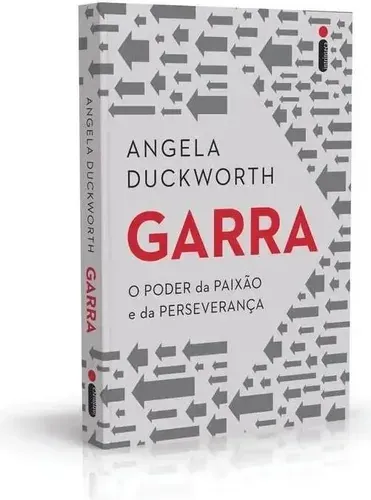 ANGELA
DUCKWORTH
GARRA
O PODER da PAIXÃO
e da PERSEVERANÇA
ANGELA
DUCKWORTH
GARRA